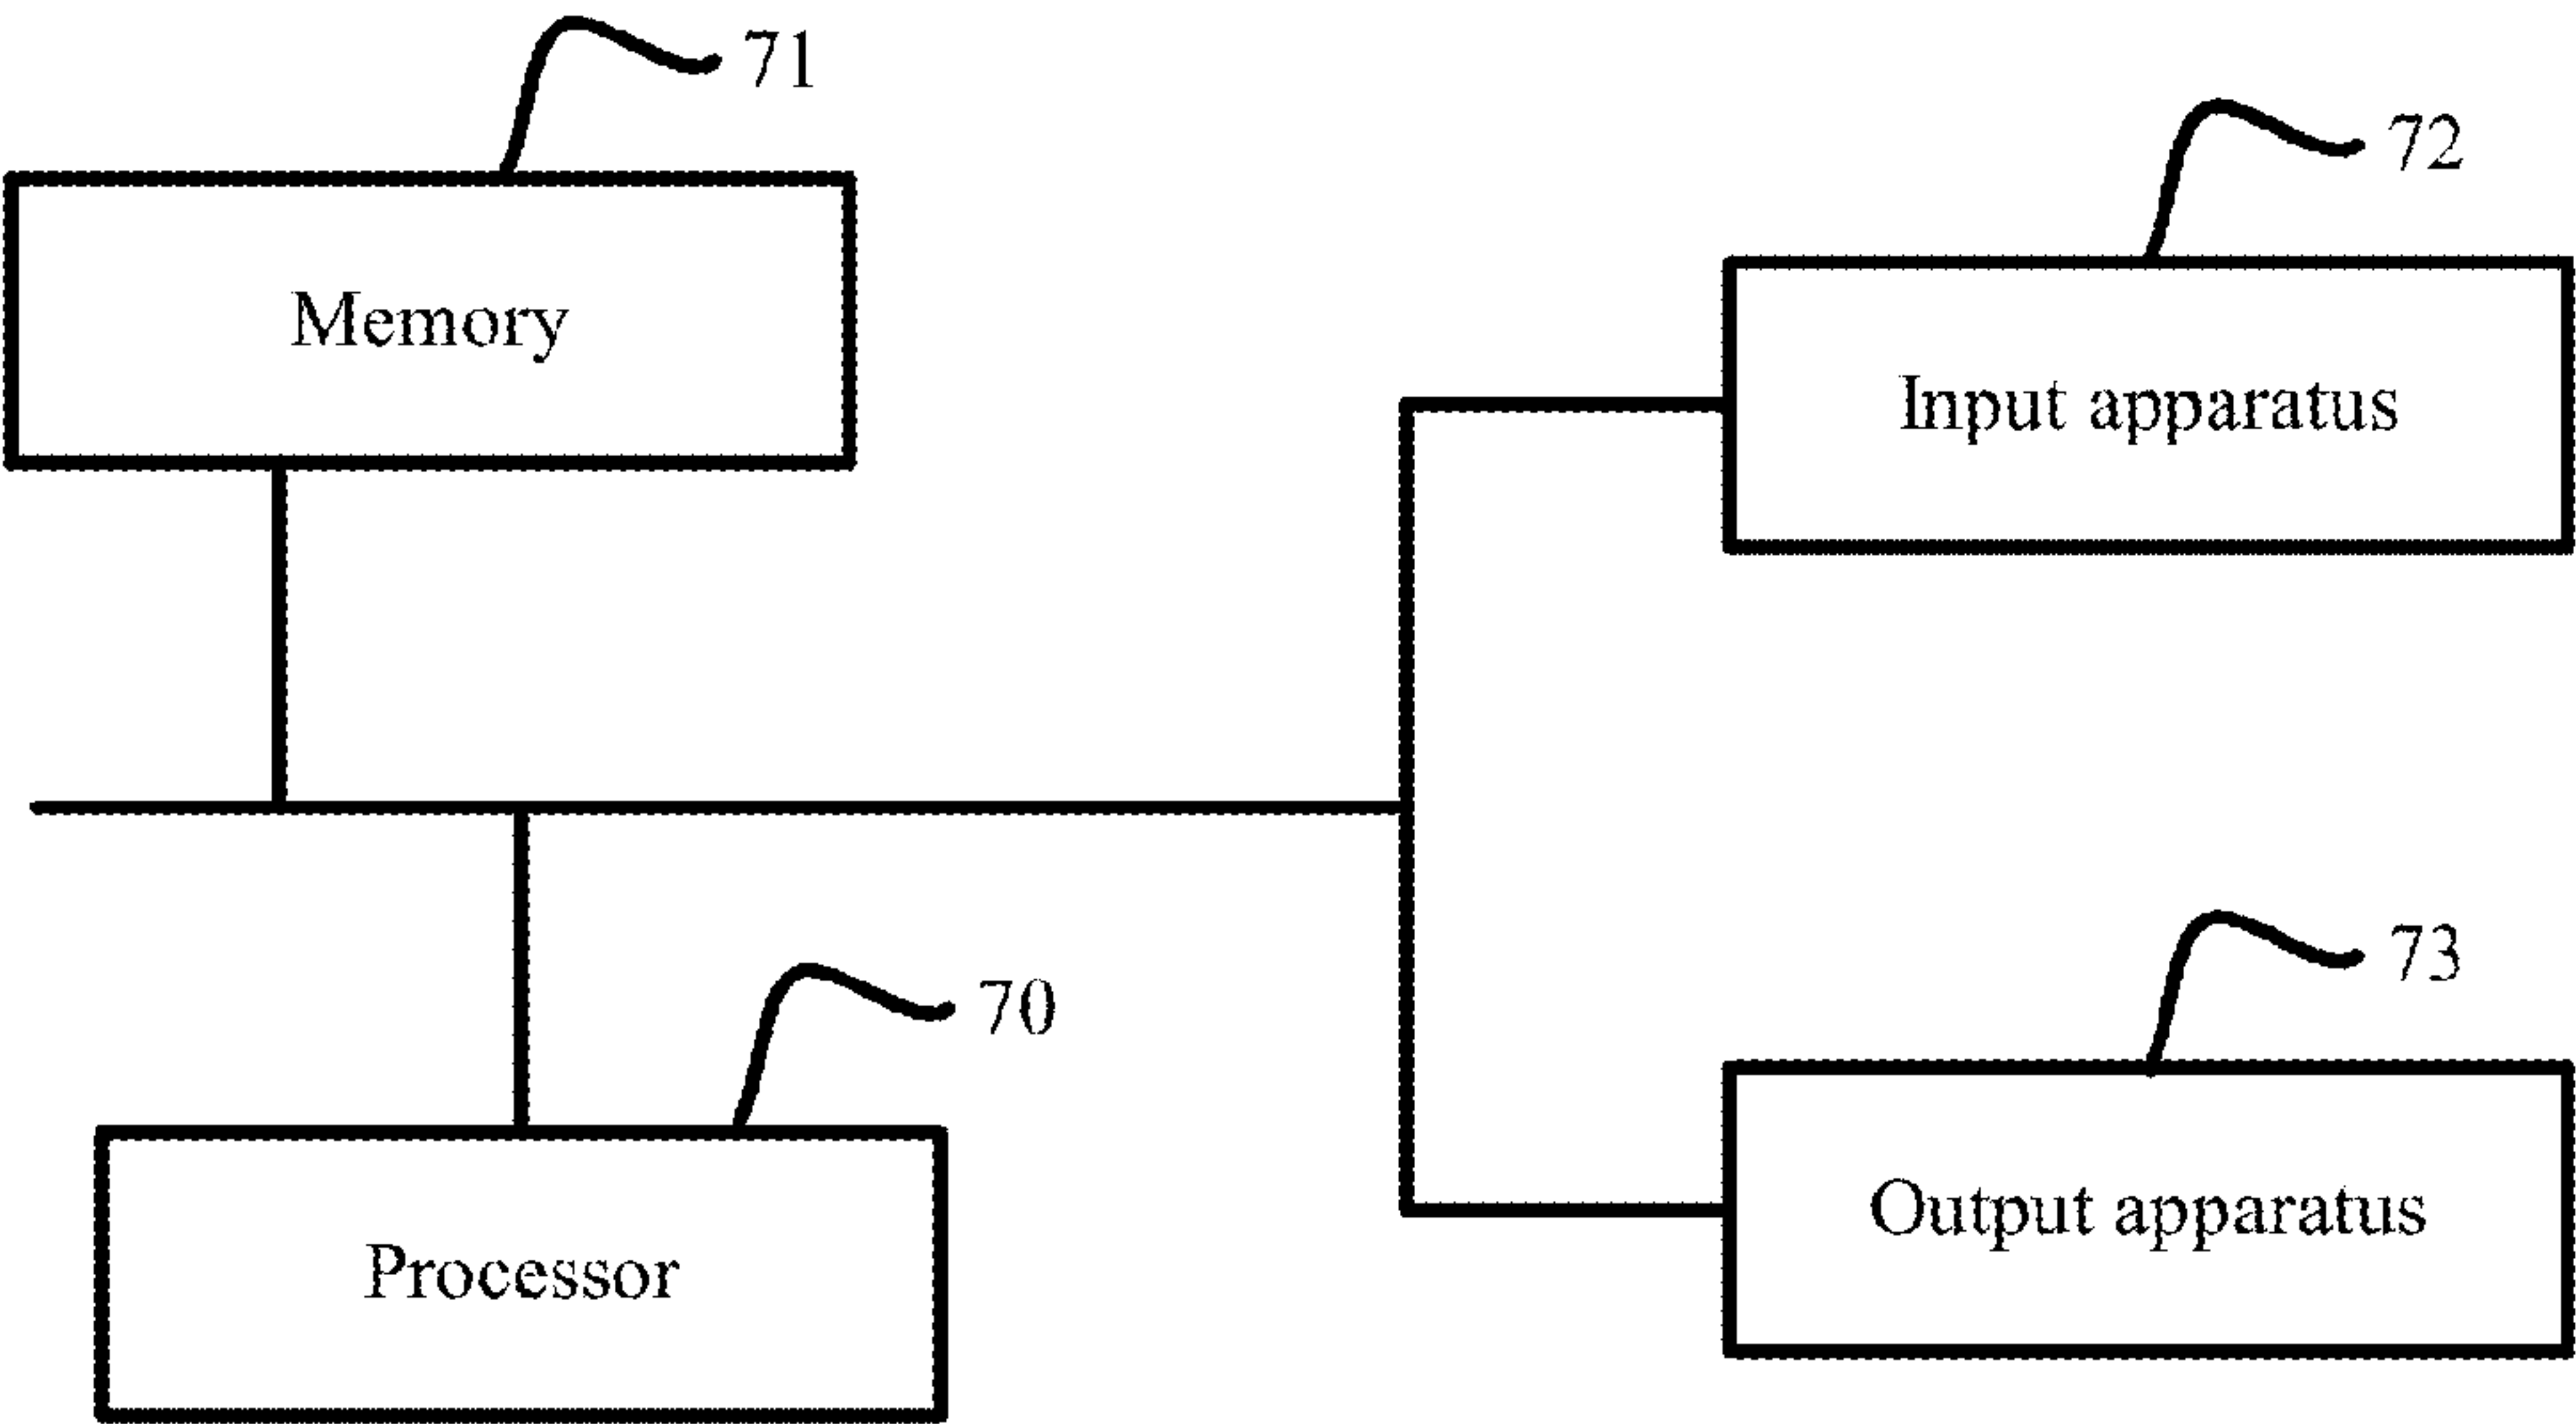 71
Memory
72
Input apparatus
70
Processor
73
Output apparatus